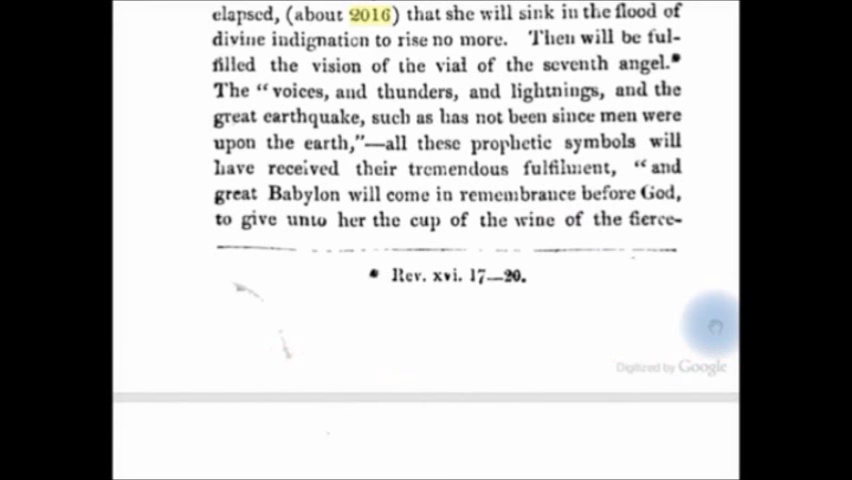 elapsed, (about 2016) that she will sink in the flood of
divine indignation to rise no more. Then will be ful-
filled the vision of the vial of the seventh angel.*
The “voices, and thunders, and lightnings, and the
great earthquake, such as has not been since men were
upon the earth,”—all these prophetic symbols will
have received their tremendous fulfilment, “and
great Babylon will come in remembrance before God,
to give unto her the cup of the wine of the fierce-
* Rev. xvi. 17—20.
Digitized by Google